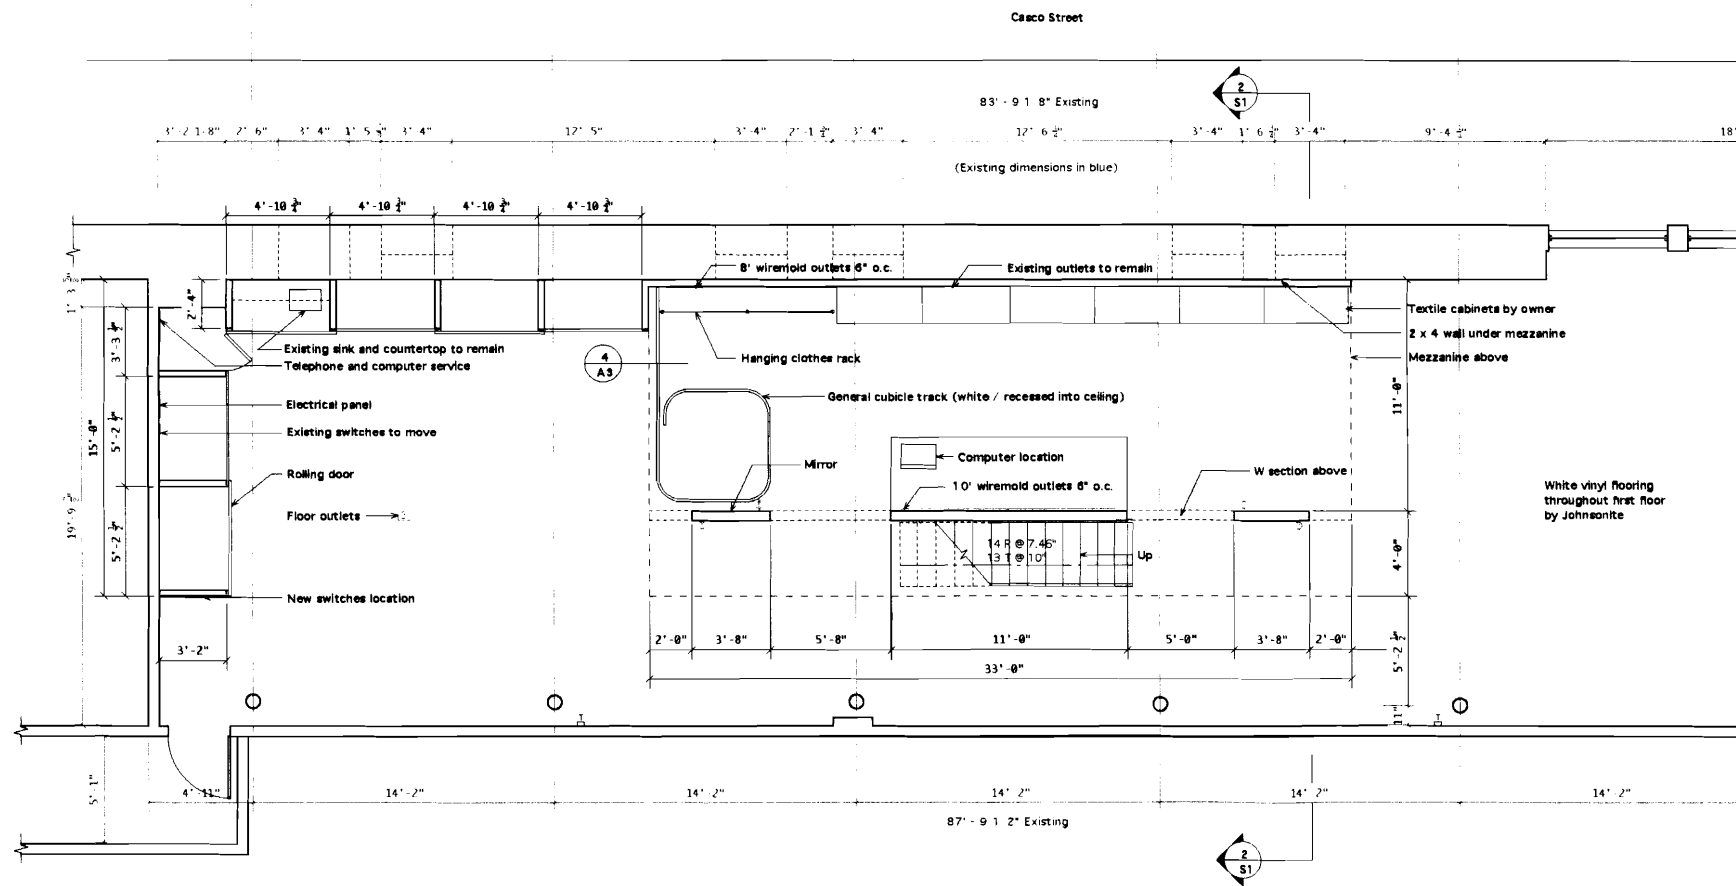 Casco Street
2
S1
83' - 9 1 8" Existing
3'-2 1-8" 2' 6" 3' 4" 1' 5 3'-4" 12' 5" 3'-4" 2'-1 3' 4" 12' 6 1/4" 3'-4" 1' 6 1/4" 3'-4" 9'-4 1/4" 18'
(Existing dimensions in blue)
4'-10 3/4" 4'-10 3/4" 4'-10 3/4" 4'-10 3/4"
8' wiremold outlets 6" o.c.
Existing outlets to remain
2'-4"
1' 3
3'-3 1/2"
Textile cabinets by owner
2 x 4 wall under mezzanine
Mezzanine above
Existing sink and countertop to remain
Telephone and computer service
Hanging clothes rack
4
A3
Electrical panel
General cubicle track (white / recessed into ceiling)
11'-0"
Existing switches to move
15'-0"
5'-2 1/2"
Rolling door
Mirror
Computer location
W section above
10' wiremold outlets 6" o.c.
White vinyl flooring
throughout first floor
by Johnsonite
Floor outlets
19'-9 1/2"
5'-2 1/2"
14 R @ 7.46"
13 T @ 10"
Up
4'-0"
New switches location
2'-0" 3'-8" 5'-8" 11'-0" 5'-0" 3'-8" 2'-0"
3'-2"
5'-2 1/2"
33'-0"
11"
5'-1"
4'-11" 14'-2" 14'-2" 14'-2" 14'-2" 14'-2"
87' - 9 1 2" Existing
2
S1